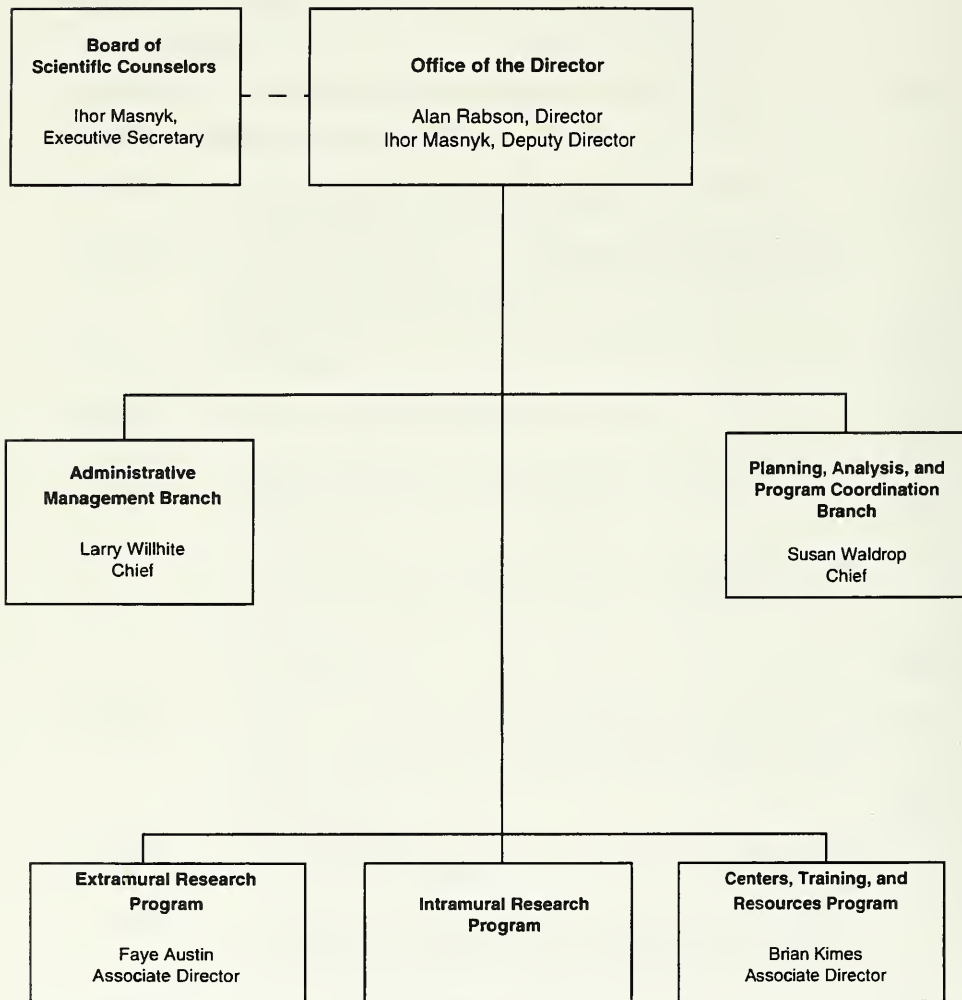 Board of
Scientific Counselors
Ihor Masnyk,
Executive Secretary
Office of the Director
Alan Rabson, Director
Ihor Masnyk, Deputy Director
Administrative
Management Branch
Larry Willhite
Chief
Planning, Analysis, and
Program Coordination
Branch
Susan Waldrop
Chief
Extramural Research
Program
Faye Austin
Associate Director
Intramural Research
Program
Centers, Training, and
Resources Program
Brian Kimes
Associate Director